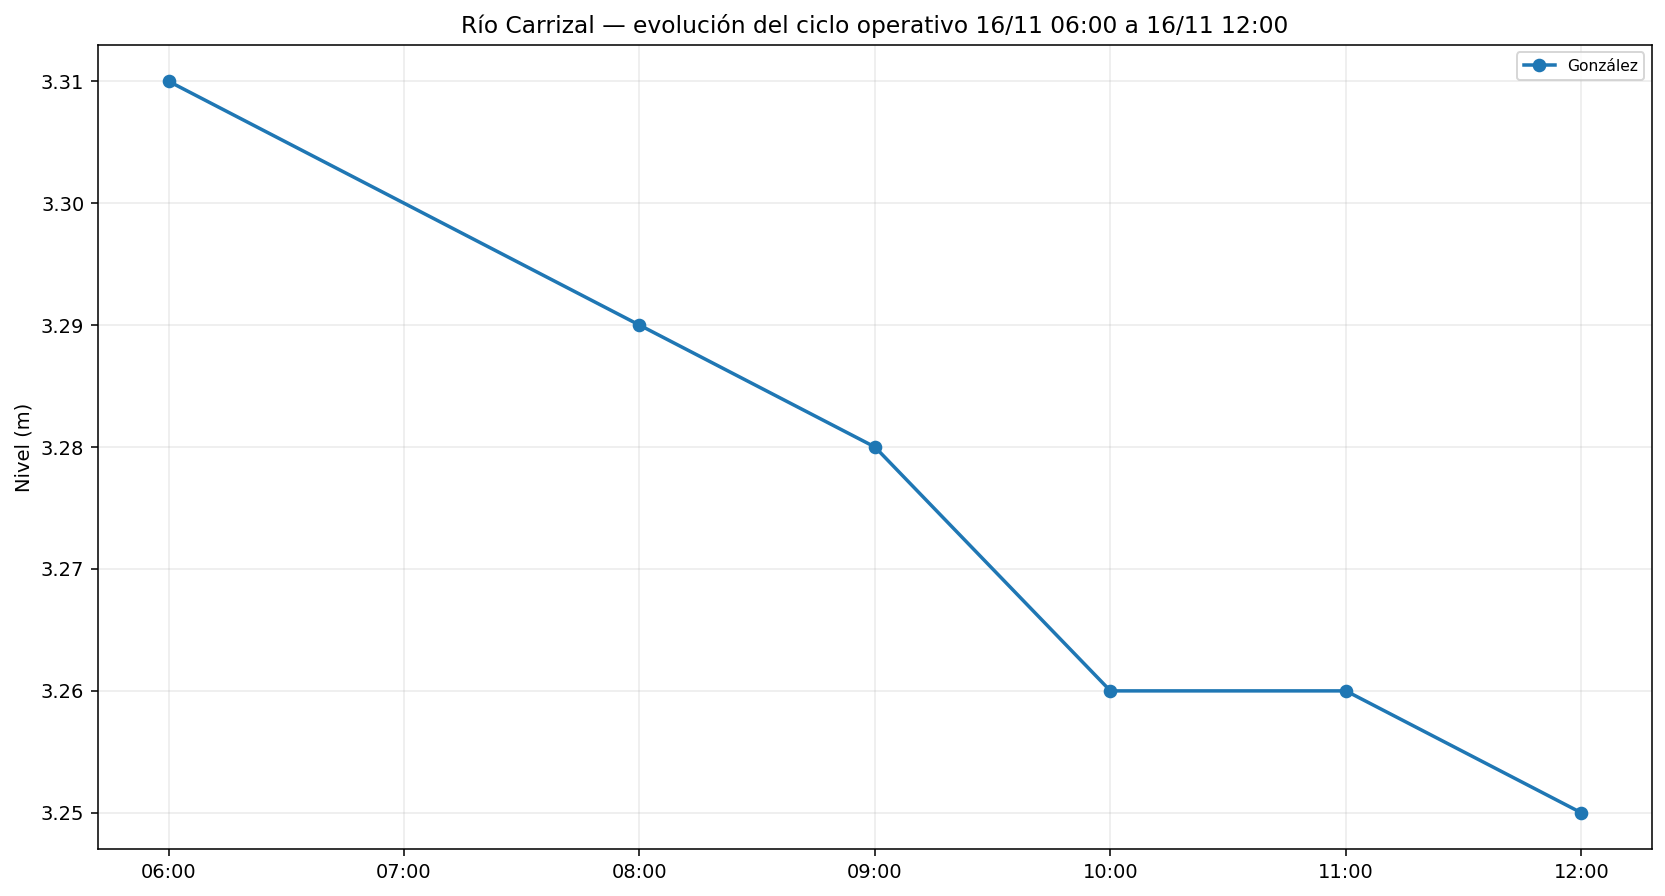 Río Carrizal — evolución del ciclo operativo 16/11 06:00 a 16/11 12:00
González
Nivel (m)
3.31
3.30
3.29
3.28
3.27
3.26
3.25
06:00 07:00 08:00 09:00 10:00 11:00 12:00